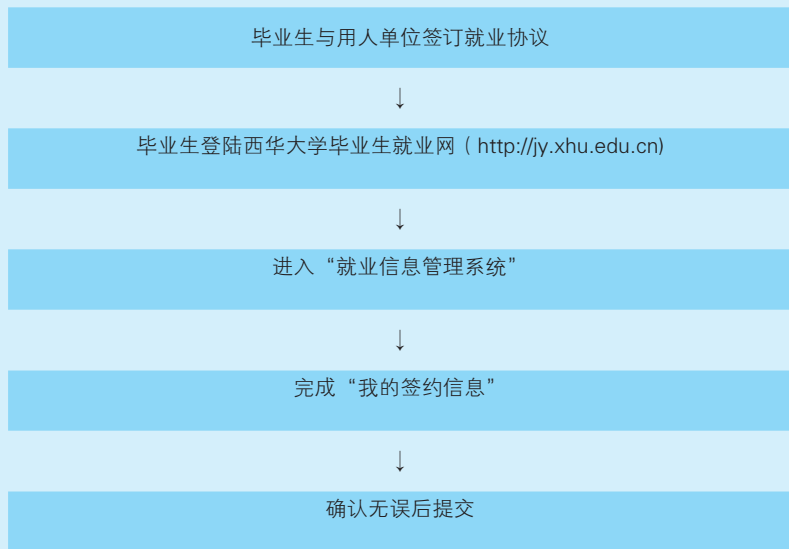 毕业生与用人单位签订就业协议
↓
毕业生登陆西华大学毕业生就业网（http://jy.xhu.edu.cn)
↓
进入“就业信息管理系统”
↓
完成“我的签约信息”
↓
确认无误后提交